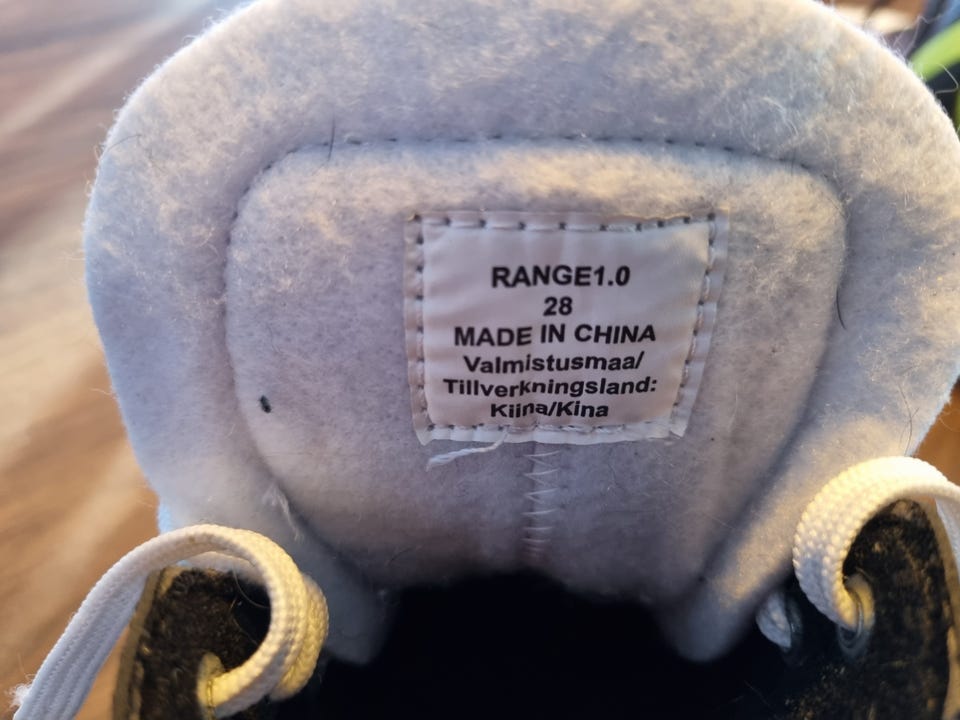 RANGE1.0
28
MADE IN CHINA
Valmistusmaa/
Tillverkningsland:
Kiina/Kina